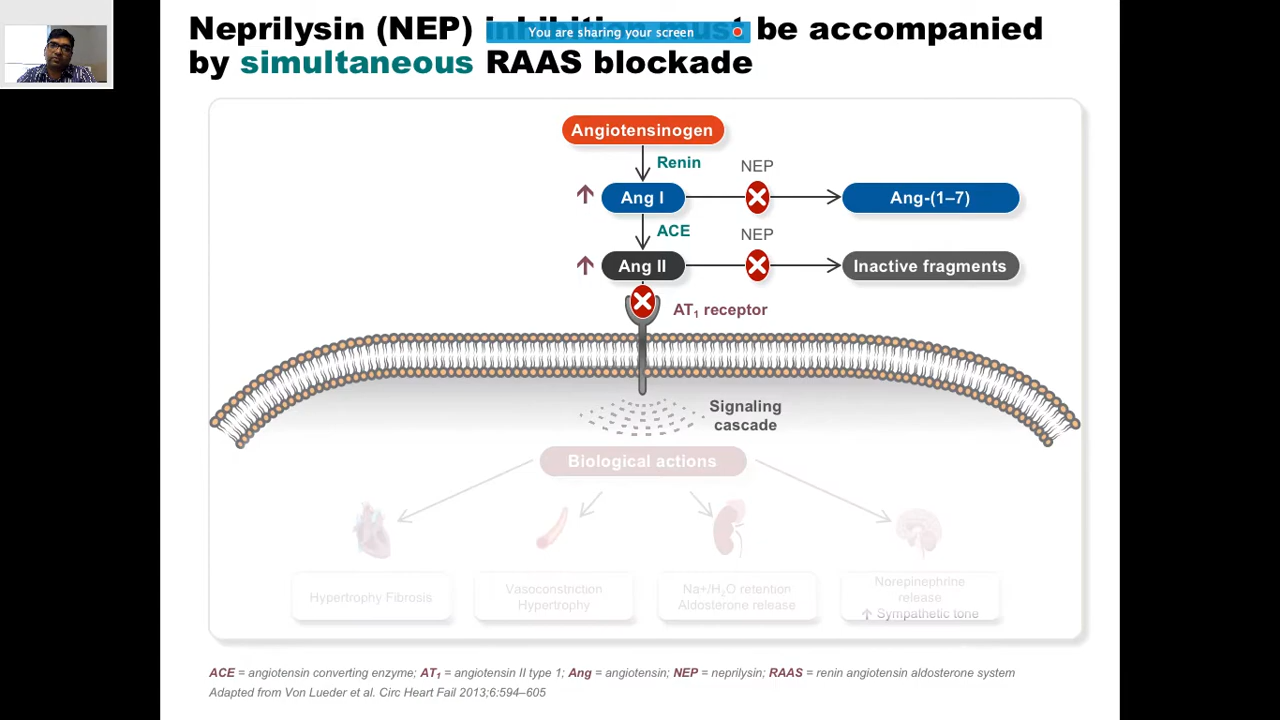 Neprilysin (NEP) inhibition must be accompanied
You are sharing your screen
by simultaneous RAAS blockade
Angiotensinogen
Renin
NEP
Ang I
Ang-(1–7)
ACE
NEP
Ang II
Inactive fragments
AT₁ receptor
Signaling
cascade
Biological actions
Hypertrophy Fibrosis
Vasoconstriction
Hypertrophy
Na+/H₂O retention
Aldosterone release
Norepinephrine
release
↑ Sympathetic tone
ACE = angiotensin converting enzyme; AT₁ = angiotensin II type 1; Ang = angiotensin; NEP = neprilysin; RAAS = renin angiotensin aldosterone system
Adapted from Von Lueder et al. Circ Heart Fail 2013;6:594–605